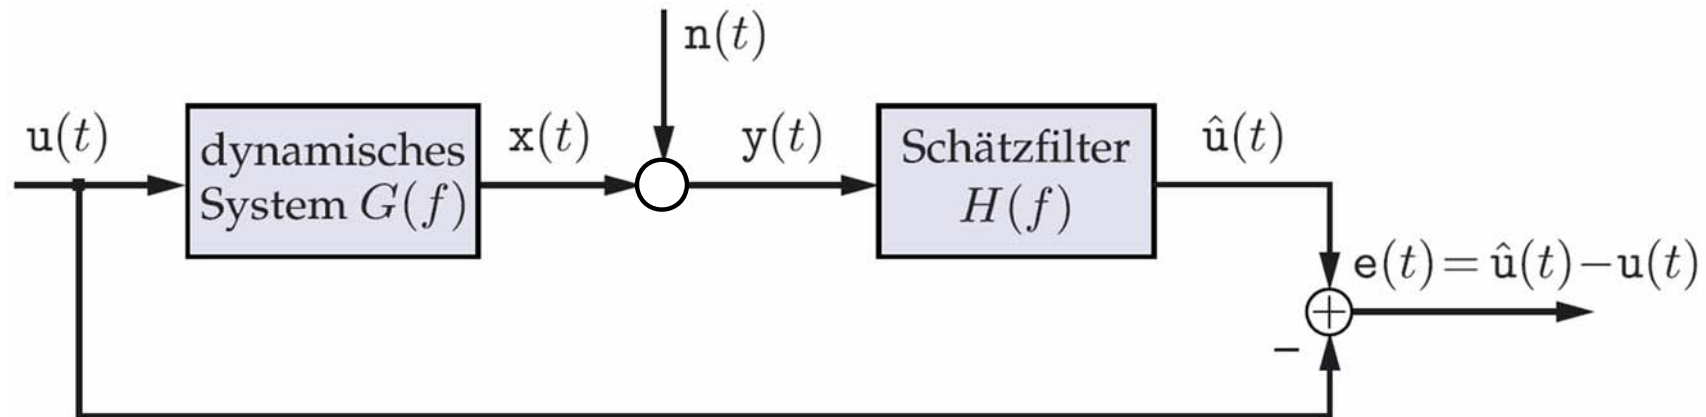 n(t)
u(t)
dynamisches
System G(f)
x(t)
y(t)
Schätzfilter
H(f)
û(t)
e(t)=û(t)−u(t)
+
−